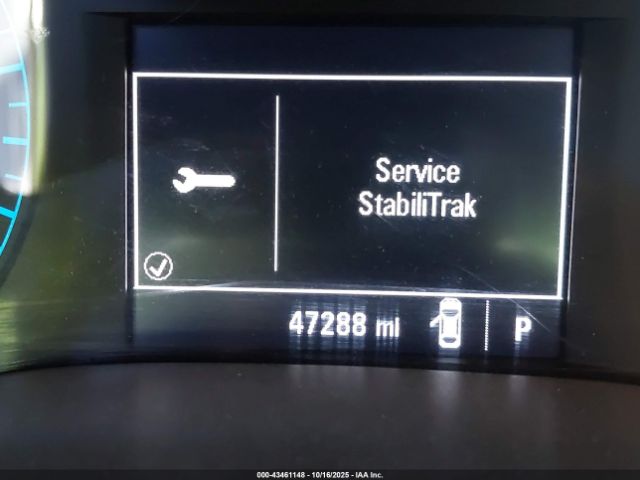 Service
StabiliTrak
47288 mi
P
000-43461148 - 10/16/2025 - IAA Inc.